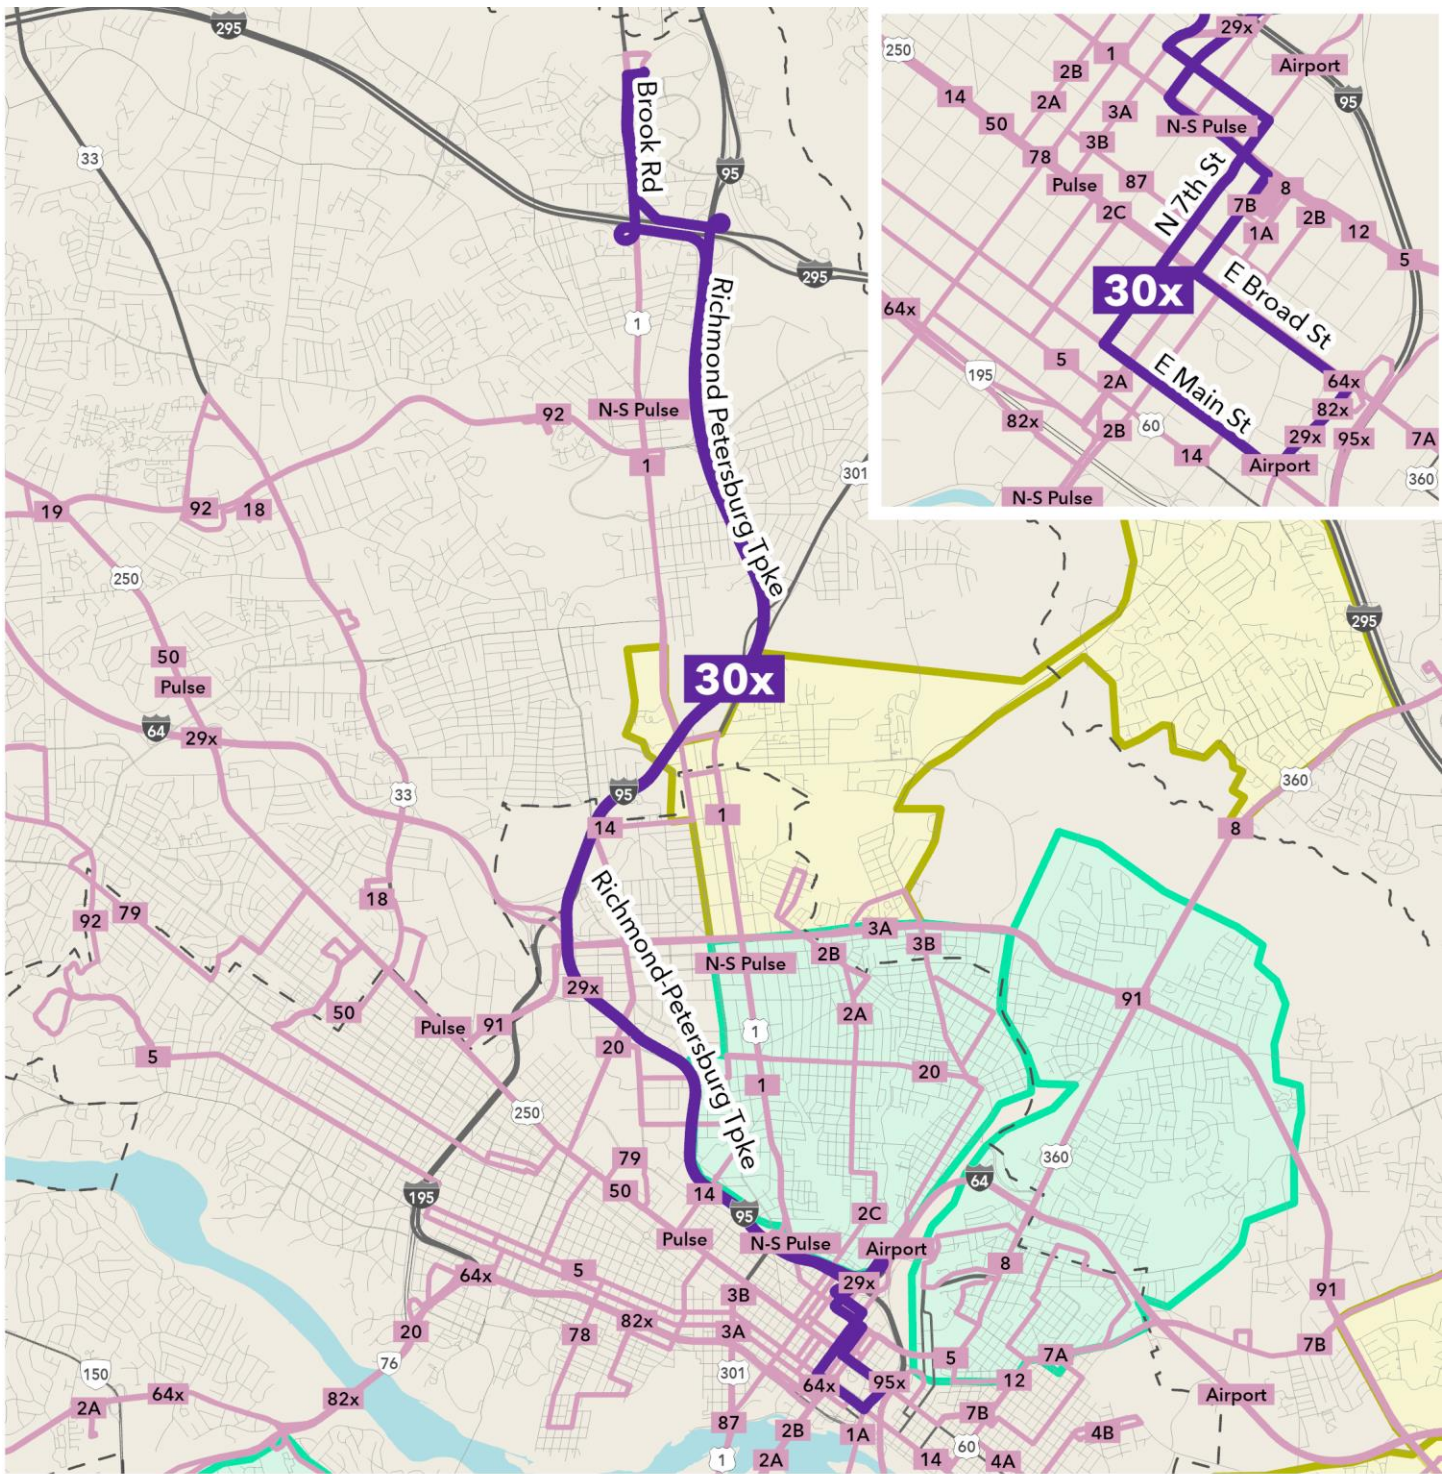 295
Brook Rd
33
95
295
Richmond Petersburg Tpke
1
N-S Pulse
92
1
301
92
18
19
250
50
Pulse
64
29x
30x
33
95
14
1
18
79
92
50
Pulse
91
5
29x
Richmond-Petersburg Tpke
20
N-S Pulse
3A
2B
3B
2A
1
20
1
91
8
360
295
250
79
50
14
95
Pulse
N-S Pulse
2C
Airport
64
360
195
64x
5
82x
3B
3A
78
29x
8
20
76
301
64x
95x
5
12
7A
91
7B
150
2A
64x
82x
87
1
2B
2A
1A
14
7B
60
4A
4B
Airport
29x
250
1
Airport
95
2B
14
2A
3A
50
N-S Pulse
3B
78
87
Pulse
2C
N 7th St
8
7B
2B
1A
12
5
30x
E Broad St
64x
5
2A
E Main St
64x
195
82x
82x
2B
60
29x
95x
7A
14
Airport
360
N-S Pulse